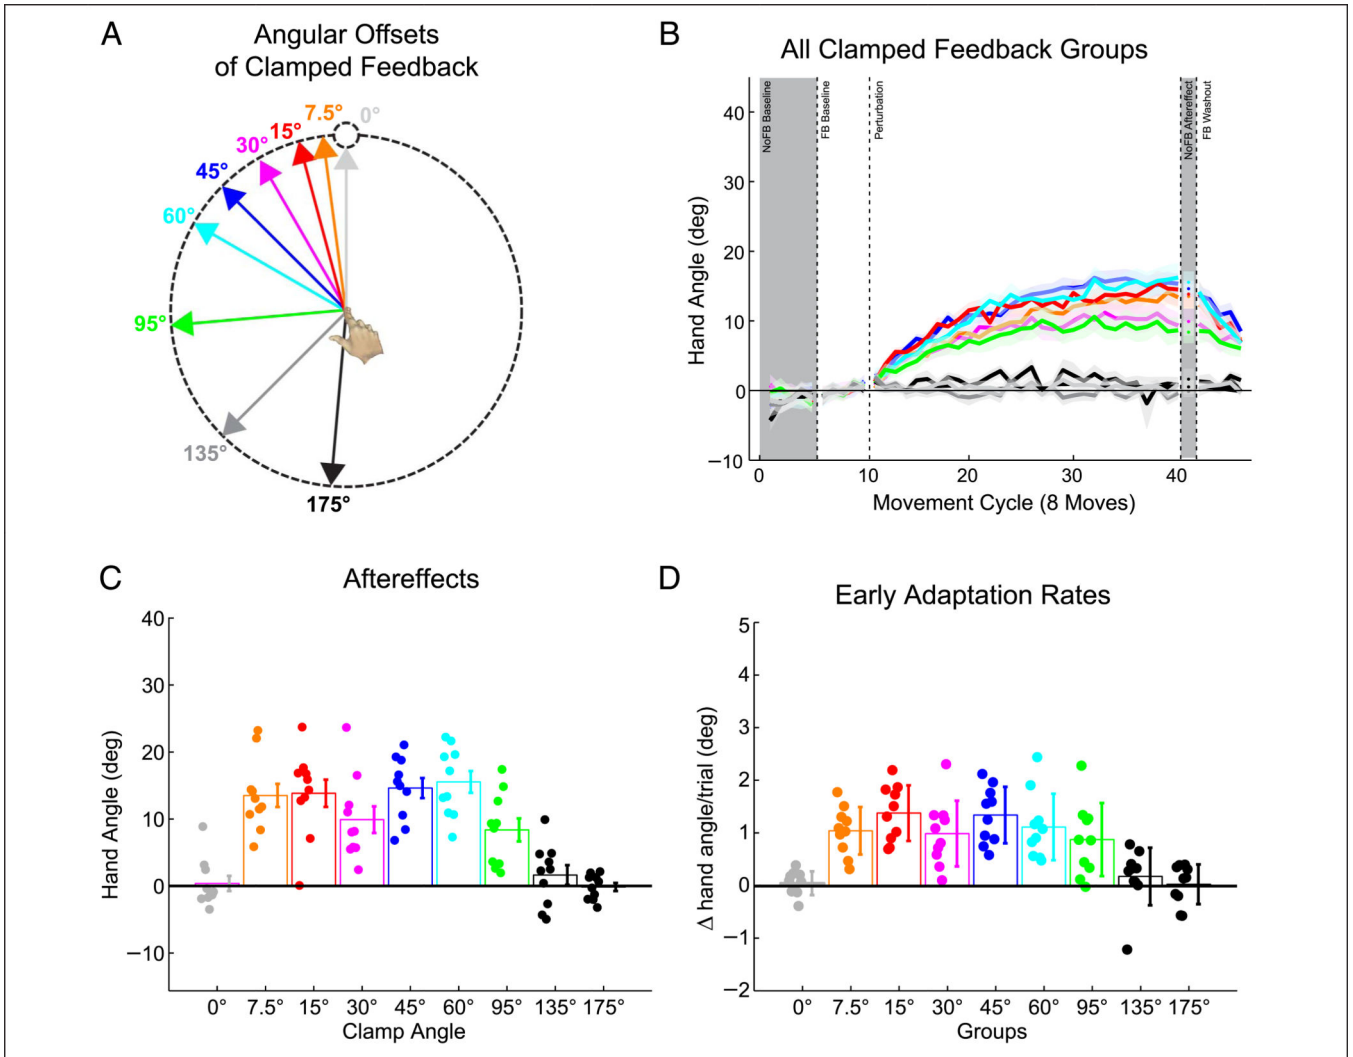 A
Angular Offsets
of Clamped Feedback
7.5°
0°
15°
30°
45°
60°
95°
135°
175°
B
All Clamped Feedback Groups
NoFB Baseline
FB Baseline
Perturbation
NoFB Aftereffect
FB Washout
Hand Angle (deg)
40
30
20
10
0
−10
0
10
20
30
40
Movement Cycle (8 Moves)
C
Aftereffects
Hand Angle (deg)
40
30
20
10
0
−10
0° 7.5° 15° 30 45° 60° 95° 135° 175°
Clamp Angle
D
Early Adaptation Rates
Δ hand angle/trial (deg)
5
4
3
2
1
0
−1
−2
0° 7.5° 15° 30° 45° 60° 95° 135° 175°
Groups